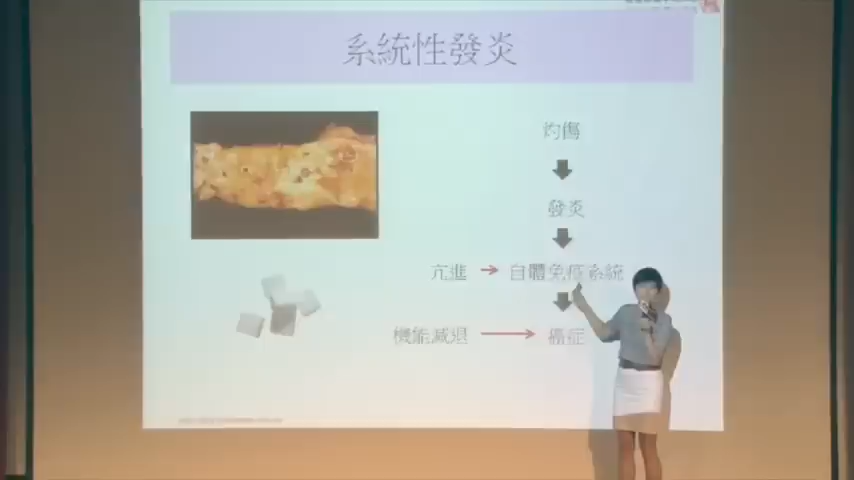 系統性發炎
灼傷
發炎
亢進
自體免疫系統
機能減退
癌症